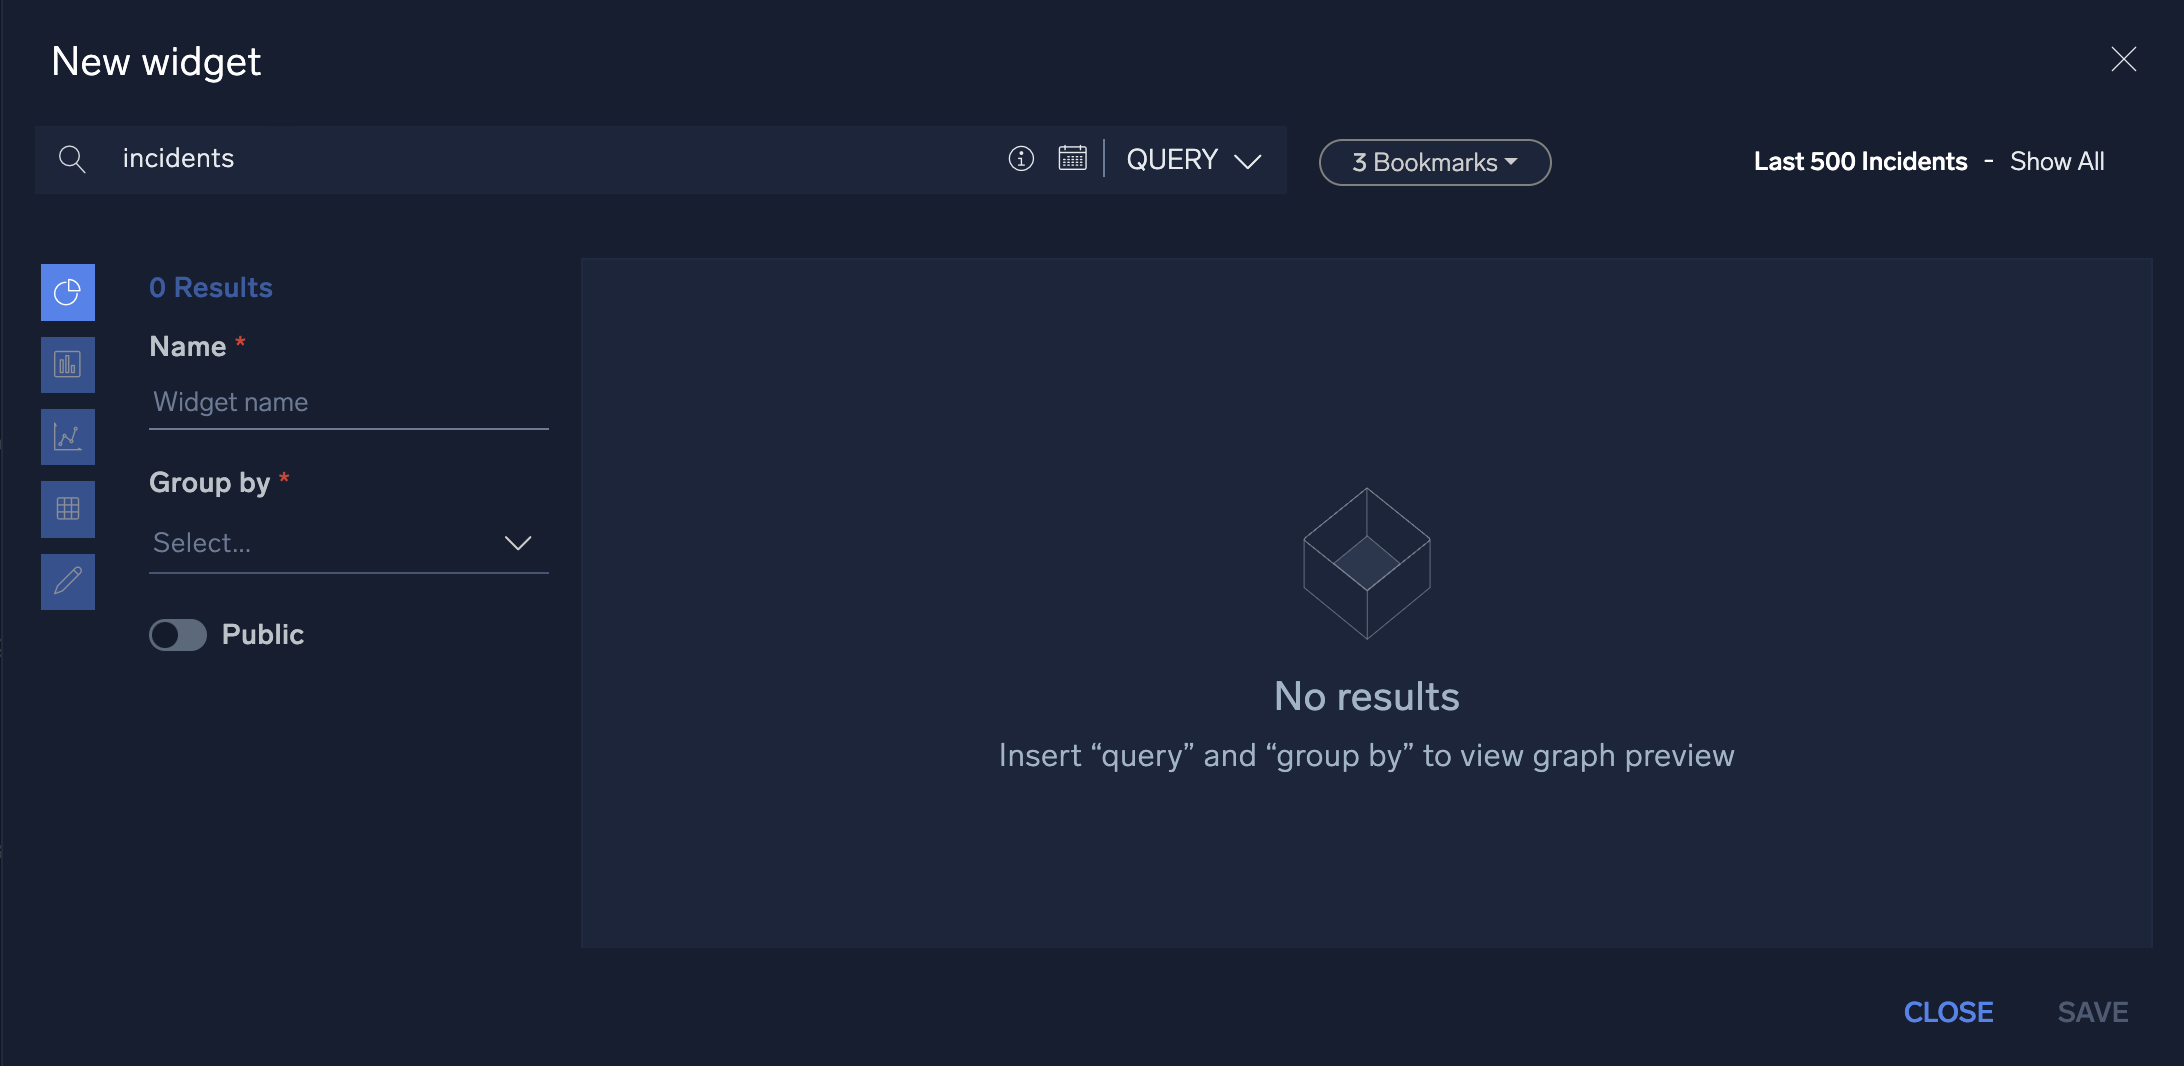 New widget
incidents
QUERY
3 Bookmarks
Last 500 Incidents - Show All
0 Results
Name *
Widget name
Group by *
Select...
Public
No results
Insert “query” and “group by” to view graph preview
CLOSE
SAVE